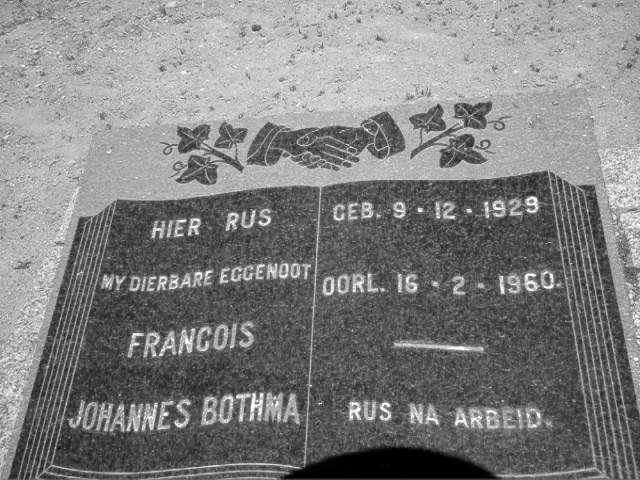 HIER RUS
MY DIERBARE EGGENOOT
FRANCOIS
JOHANNES BOTHMA
GEB. 9 - 12 - 1929
OORL. 16 - 2 - 1960.
RUS NA ARBEID.